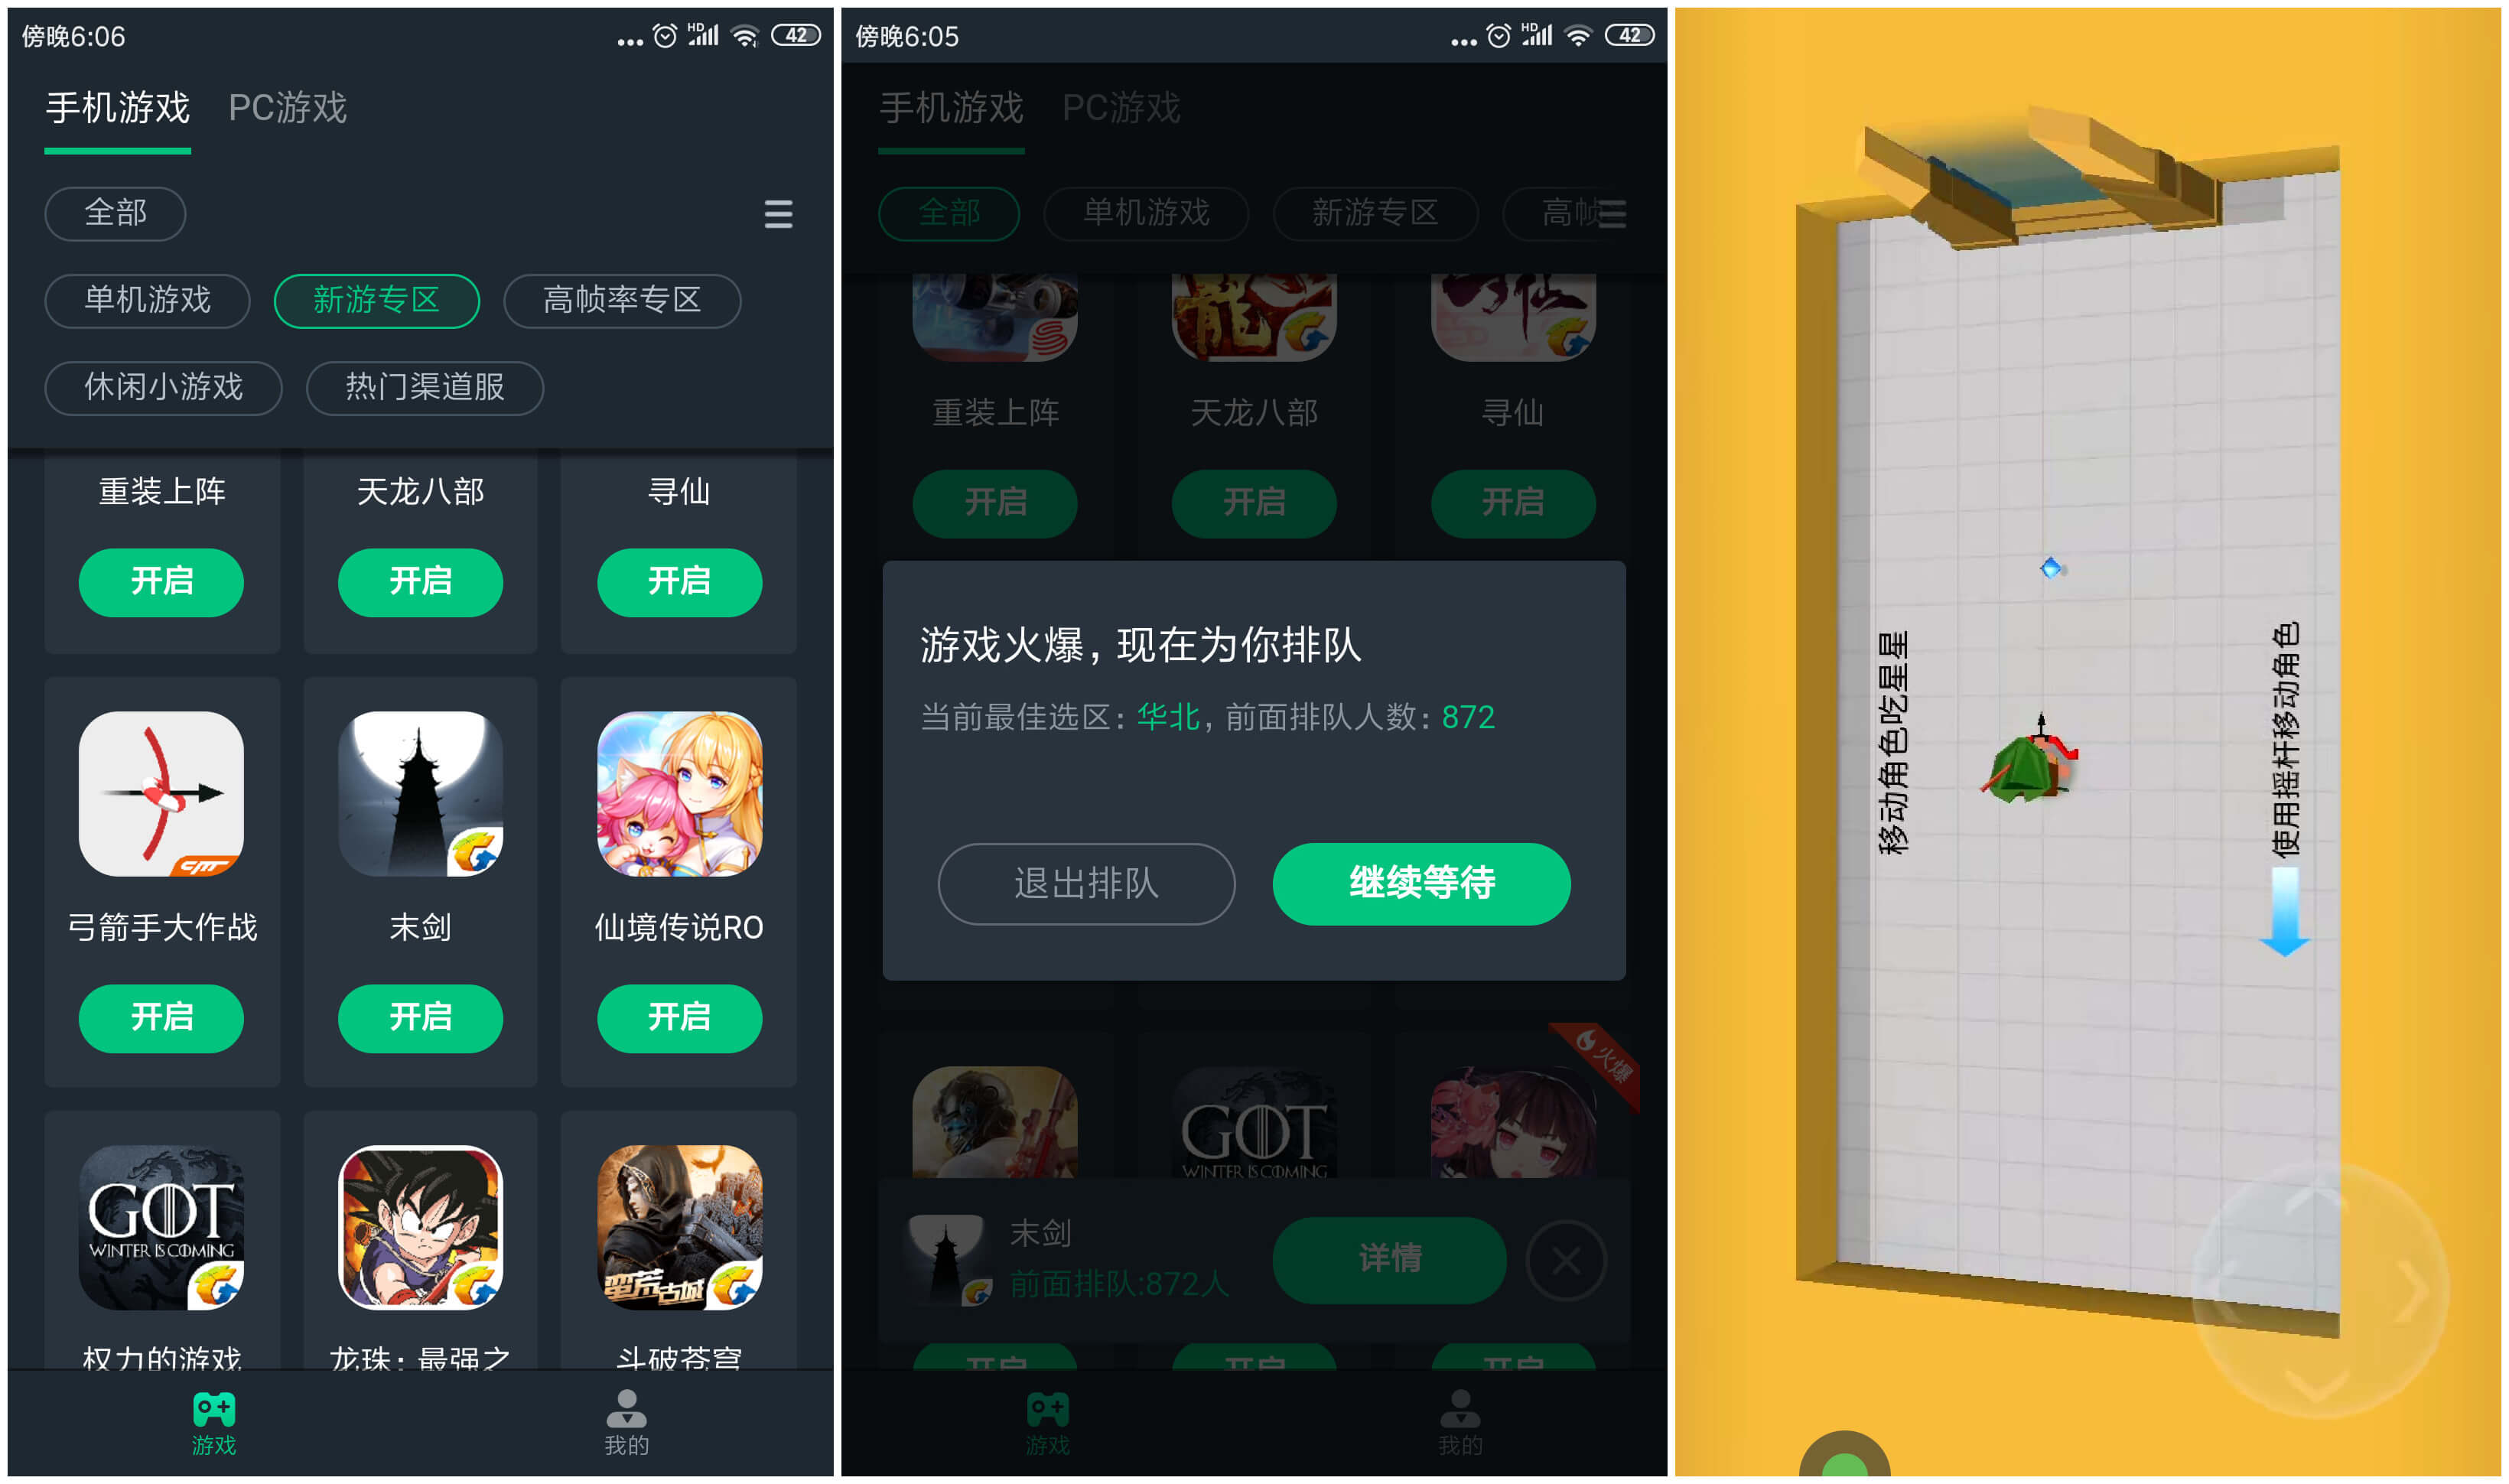 傍晚6:06
HD
42
手机游戏 PC游戏
全部
单机游戏 新游专区 高帧率专区
休闲小游戏 热门渠道服
重装上阵 天龙八部 寻仙
开启 开启 开启
CM
弓箭手大作战 末剑 仙境传说RO
开启 开启 开启
GOT
WINTER IS COMING
蛮荒古城
权力的游戏 龙珠：最强之 斗破苍穹
游戏 我的
傍晚6:05
HD
42
手机游戏 PC游戏
全部 单机游戏 新游专区 高帧
龍
重装上阵 天龙八部 寻仙
开启 开启 开启
游戏火爆，现在为你排队
当前最佳选区：华北，前面排队人数：872
退出排队 继续等待
火爆
GOT
WINTER IS COMING
末剑
前面排队:872人
详情
开启 开启 开启
游戏 我的
移动角色吃星星
使用摇杆移动角色